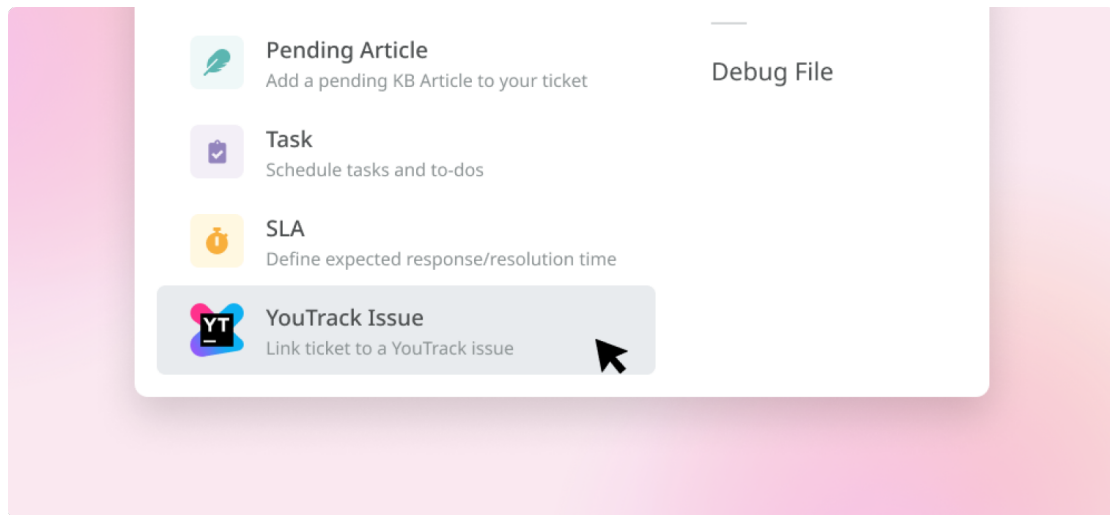 Pending Article
Add a pending KB Article to your ticket
Debug File
Task
Schedule tasks and to-dos
SLA
Define expected response/resolution time
YT
YouTrack Issue
Link ticket to a YouTrack issue